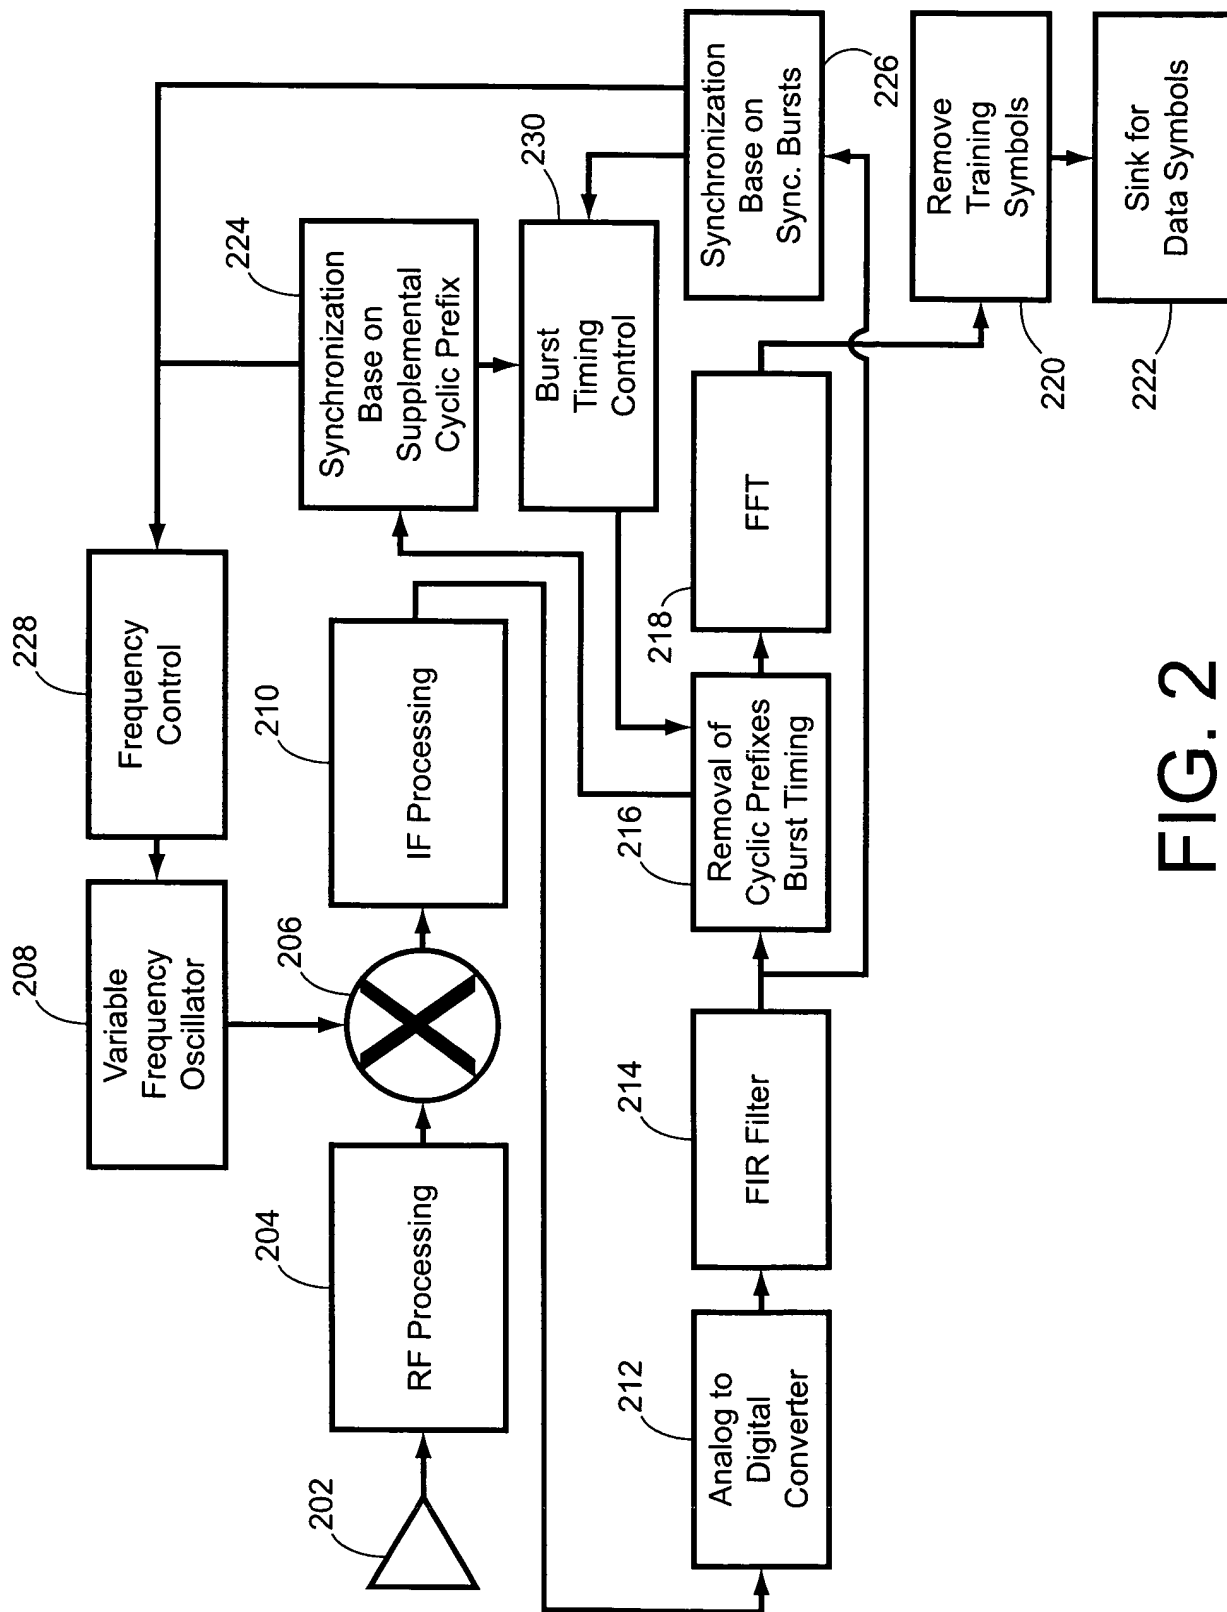 228
Frequency
Control
208
Variable
Frequency
Oscillator
224
Synchronization
Base on
Supplemental
Cyclic Prefix
202
204
RF Processing
206
210
IF Processing
230
Burst
Timing
Control
212
Analog to
Digital
Converter
214
FIR Filter
216
Removal of
Cyclic Prefixes
Burst Timing
218
FFT
Synchronization
Base on
Sync. Bursts
226
Remove
Training
Symbols
220
Sink for
Data Symbols
222
FIG. 2